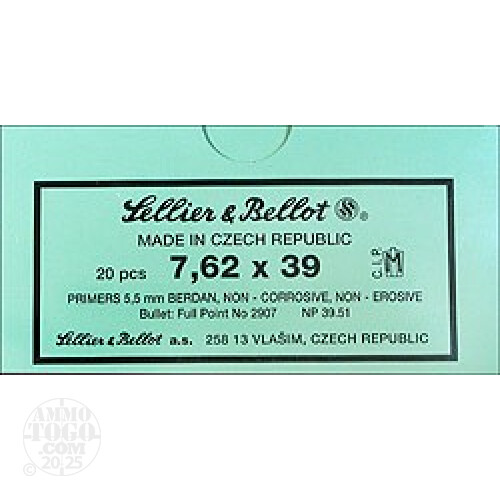 Sellier & Bellot S&B ®
MADE IN CZECH REPUBLIC
20 pcs 7,62 x 39 C.I.P.
PRIMERS 5,5 mm BERDAN, NON - CORROSIVE, NON - EROSIVE
Bullet: Full Point No 2907 NP 39.51
Sellier & Bellot a.s. 258 13 VLAŠIM, CZECH REPUBLIC
AMMO
TOGO
.COM
© 2025